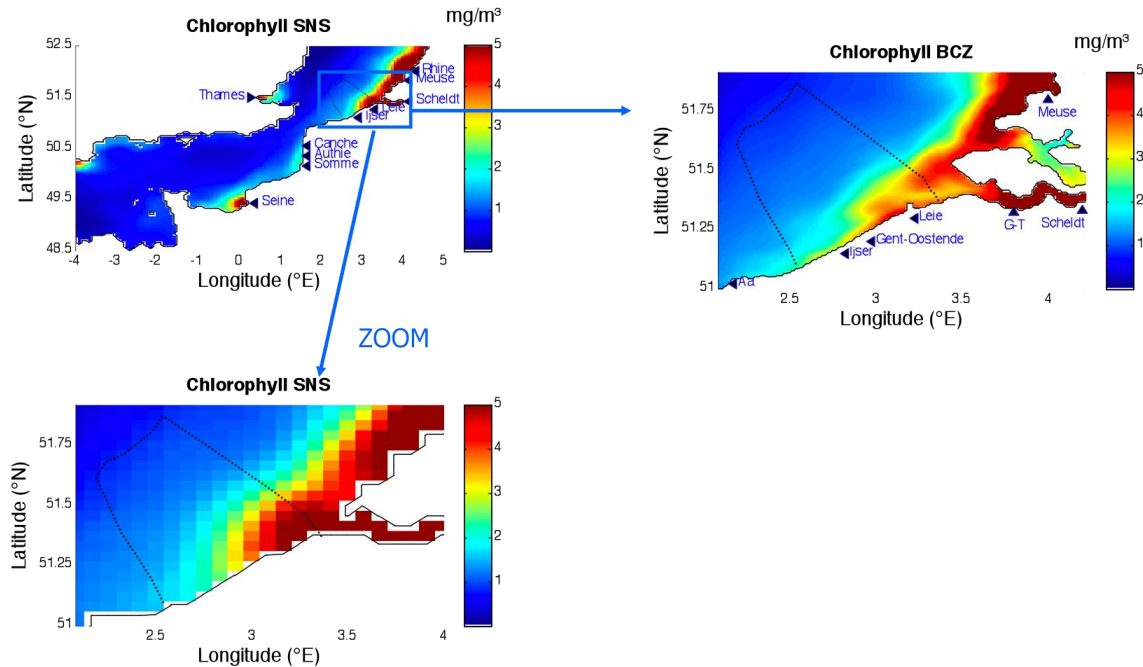 Chlorophyll SNS
mg/m³
52.5
51.5
50.5
49.5
48.5
Latitude (°N)
Thames
Rhine
Meuse
Scheldt
Leie
Ijser
Canche
Authie
Somme
Seine
5
4
3
2
1
-4 -3 -2 -1 0 1 2 3 4 5
Longitude (°E)
Chlorophyll BCZ
mg/m³
51.75
51.5
51.25
51
Latitude (°N)
Meuse
Leie
G-T
Scheldt
Gent-Oostende
Ijser
Aa
5
4
3
2
1
2.5 3 3.5 4
Longitude (°E)
ZOOM
Chlorophyll SNS
51.75
51.5
51.25
51
Latitude (°N)
5
4
3
2
1
2.5 3 3.5 4
Longitude (°E)